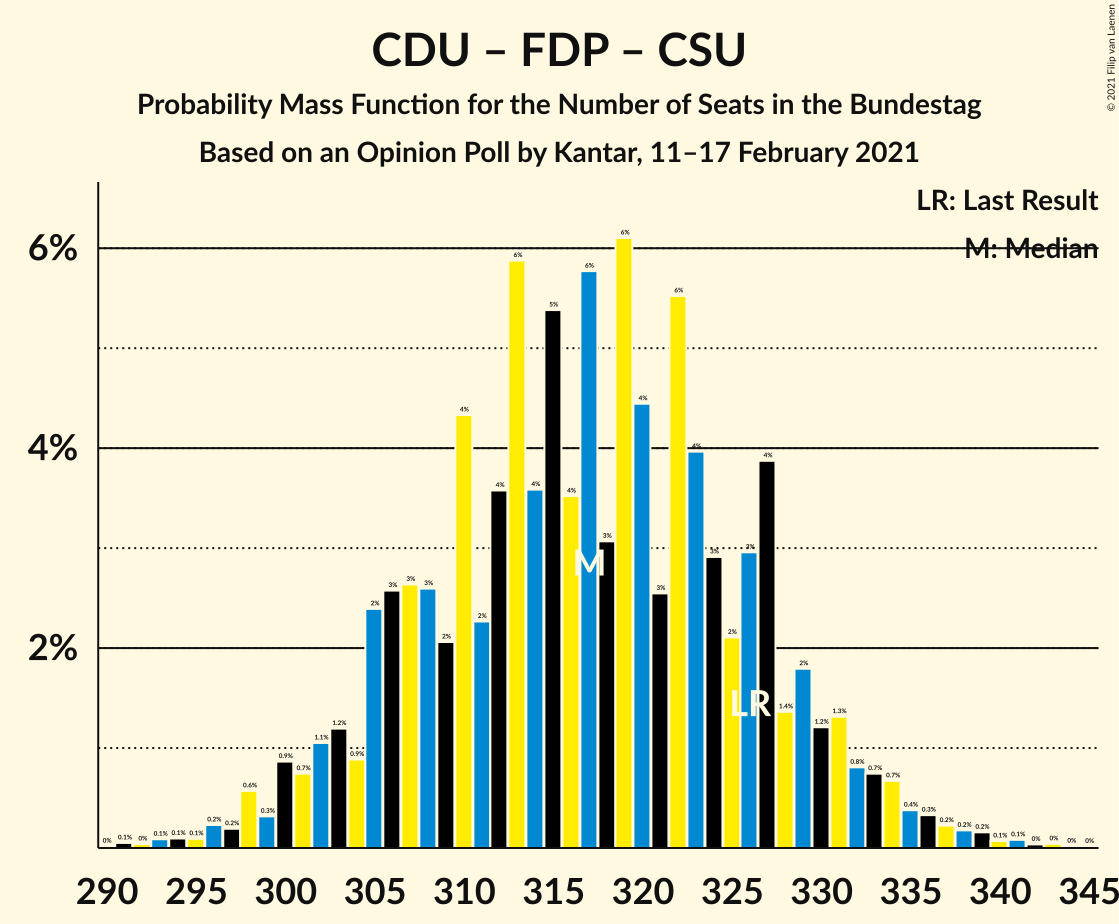 CDU – FDP – CSU
Probability Mass Function for the Number of Seats in the Bundestag
Based on an Opinion Poll by Kantar, 11–17 February 2021
© 2021 Filip van Laenen
LR: Last Result
M: Median
6%
4%
2%
0% 0.1% 0% 0.1% 0.1% 0.1% 0.2% 0.2% 0.6% 0.3% 0.9% 0.7% 1.1% 1.2% 0.9% 2% 3% 3% 3% 2% 4% 2% 4% 6% 4% 5% 4% 6% 3% 6% 4% 3% 6% 4% 3% 2% 3% 4% 1.4% 2% 1.2% 1.3% 0.8% 0.7% 0.7% 0.4% 0.3% 0.2% 0.2% 0.2% 0.1% 0.1% 0% 0% 0% 0%
M
LR
290 295 300 305 310 315 320 325 330 335 340 345